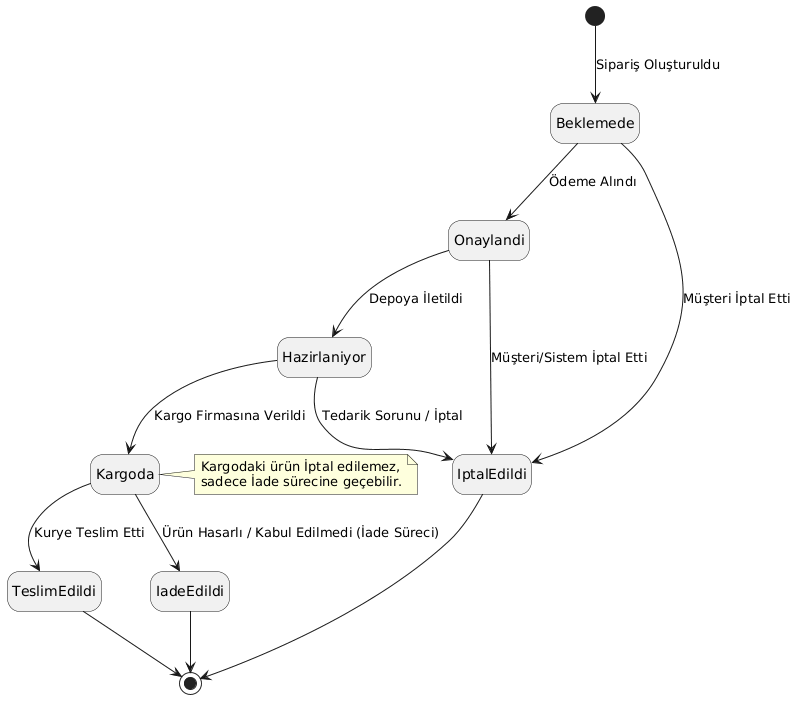 Sipariş Oluşturuldu
Beklemede
Ödeme Alındı
Onaylandi
Depoya İletildi
Müşteri İptal Etti
Hazirlaniyor
Müşteri/Sistem İptal Etti
Kargo Firmasına Verildi
Tedarik Sorunu / İptal
Kargoda
Kargodaki ürün İptal edilemez,
sadece İade sürecine geçebilir.
IptalEdildi
Kurye Teslim Etti
Ürün Hasarlı / Kabul Edilmedi (İade Süreci)
TeslimEdildi
IadeEdildi